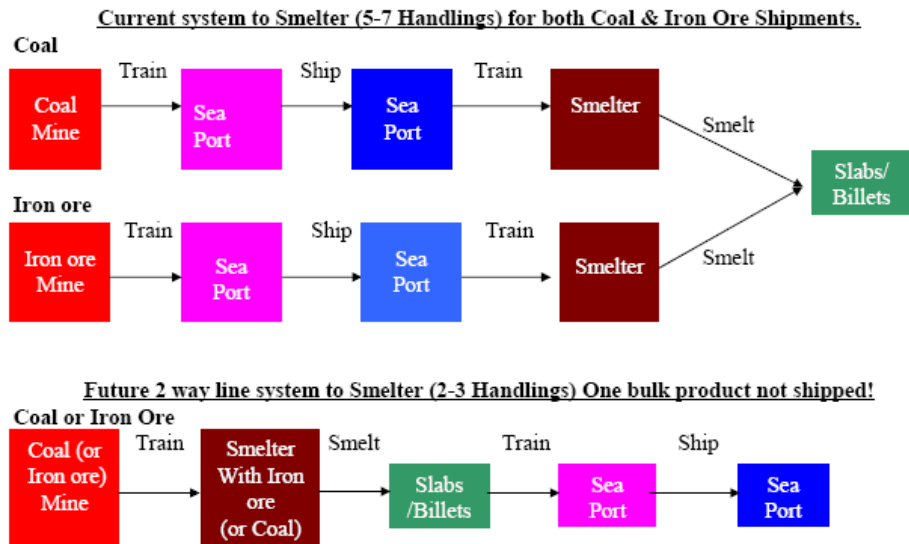 Current system to Smelter (5-7 Handlings) for both Coal & Iron Ore Shipments.
Coal
Train
Ship
Train
Coal
Mine
Sea
Port
Sea
Port
Smelter
Smelt
Slabs/
Billets
Iron ore
Train
Ship
Train
Iron ore
Mine
Sea
Port
Sea
Port
Smelter
Smelt
Future 2 way line system to Smelter (2-3 Handlings) One bulk product not shipped!
Coal or Iron Ore
Train
Smelt
Train
Ship
Coal (or
Iron ore)
Mine
Smelter
With Iron
ore
(or Coal)
Slabs
/Billets
Sea
Port
Sea
Port